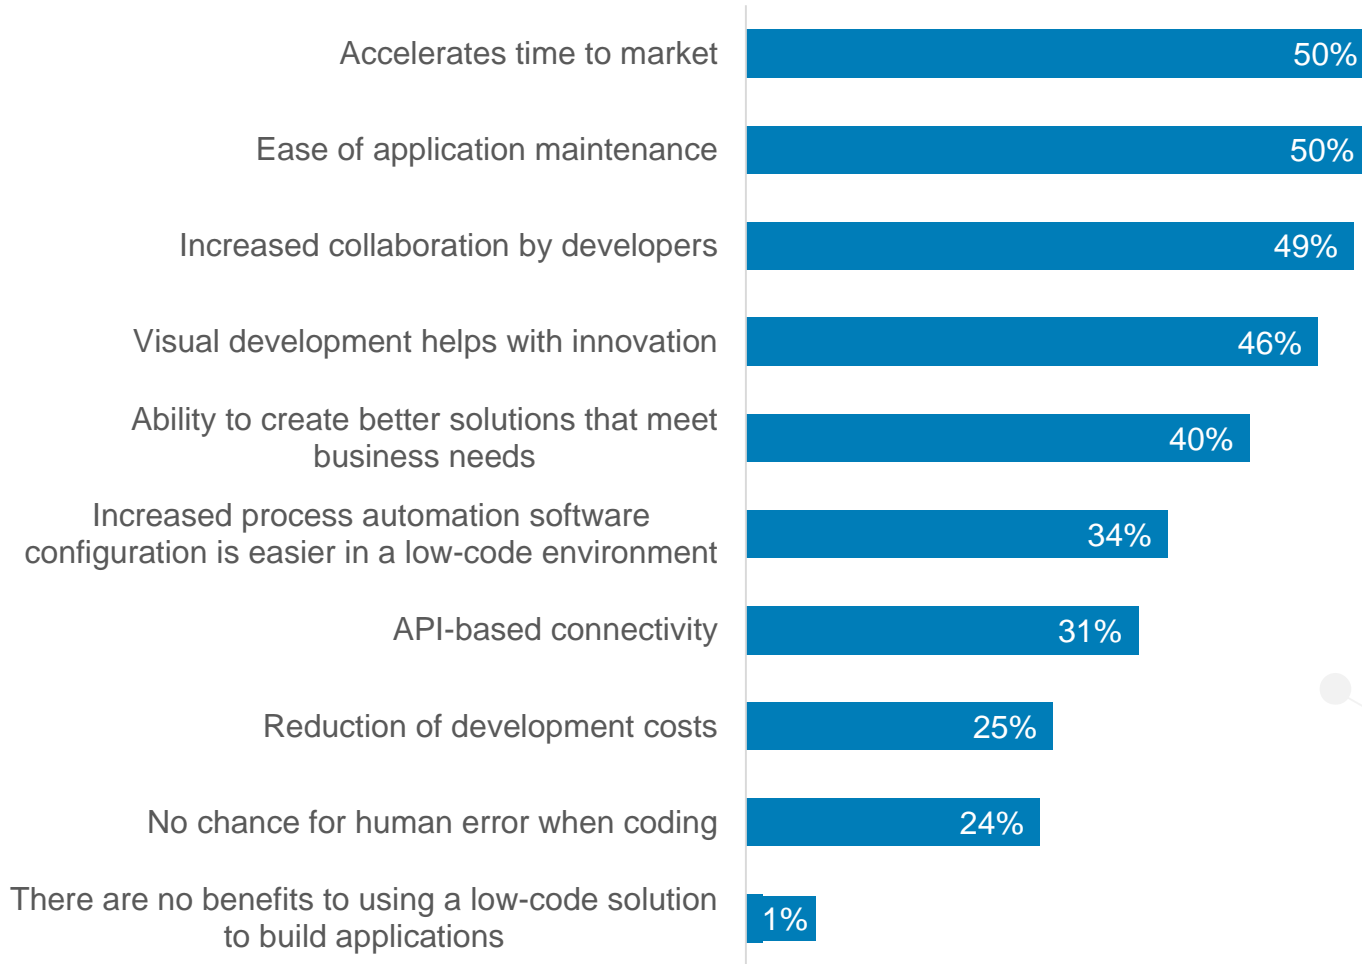 Accelerates time to market
50%
Ease of application maintenance
50%
Increased collaboration by developers
49%
Visual development helps with innovation
46%
Ability to create better solutions that meet
business needs
40%
Increased process automation software
configuration is easier in a low-code environment
34%
API-based connectivity
31%
Reduction of development costs
25%
No chance for human error when coding
24%
There are no benefits to using a low-code solution
to build applications
1%